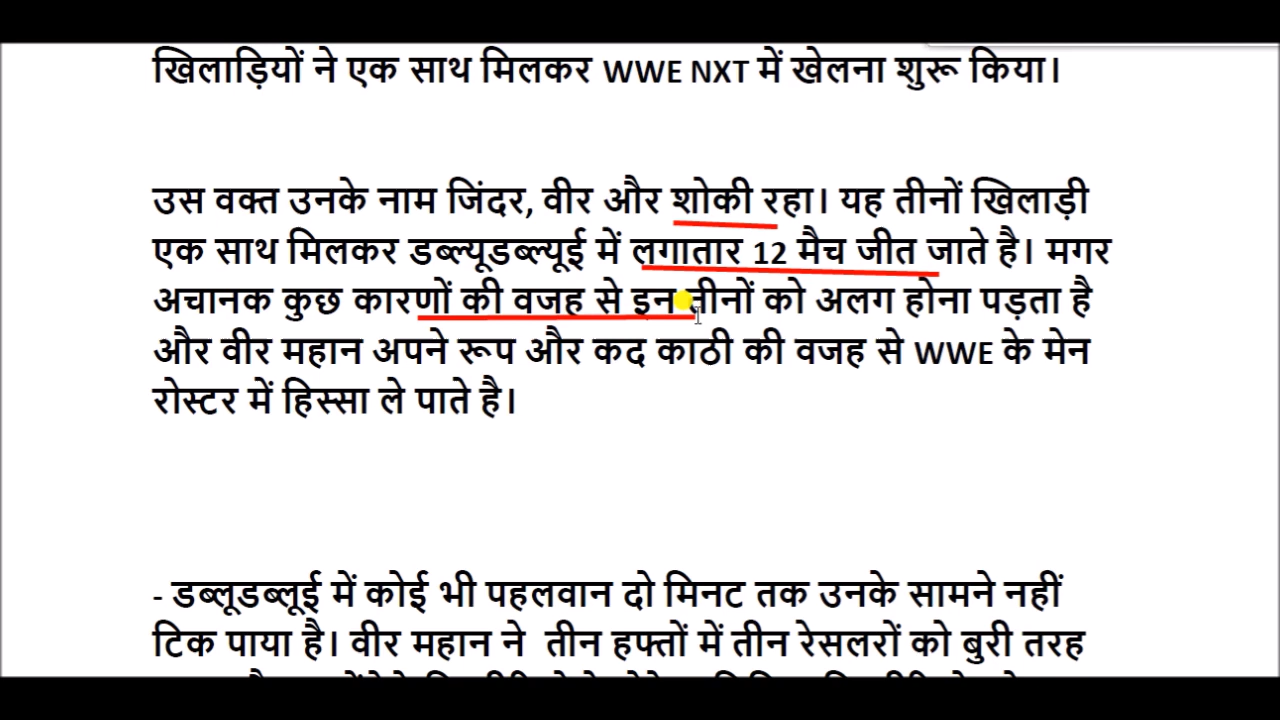 खिलाड़ियों ने एक साथ मिलकर WWE NXT में खेलना शुरू किया।
उस वक्त उनके नाम जिंदर, वीर और शोकी रहा। यह तीनों खिलाड़ी
एक साथ मिलकर डब्ल्यूडब्ल्यूई में लगातार 12 मैच जीत जाते है। मगर
अचानक कुछ कारणों की वजह से इन तीनों को अलग होना पड़ता है
और वीर महान अपने रूप और कद काठी की वजह से WWE के मेन
रोस्टर में हिस्सा ले पाते है।
- डब्लूडब्लूई में कोई भी पहलवान दो मिनट तक उनके सामने नहीं
टिक पाया है। वीर महान ने तीन हफ्तों में तीन रेसलरों को बुरी तरह